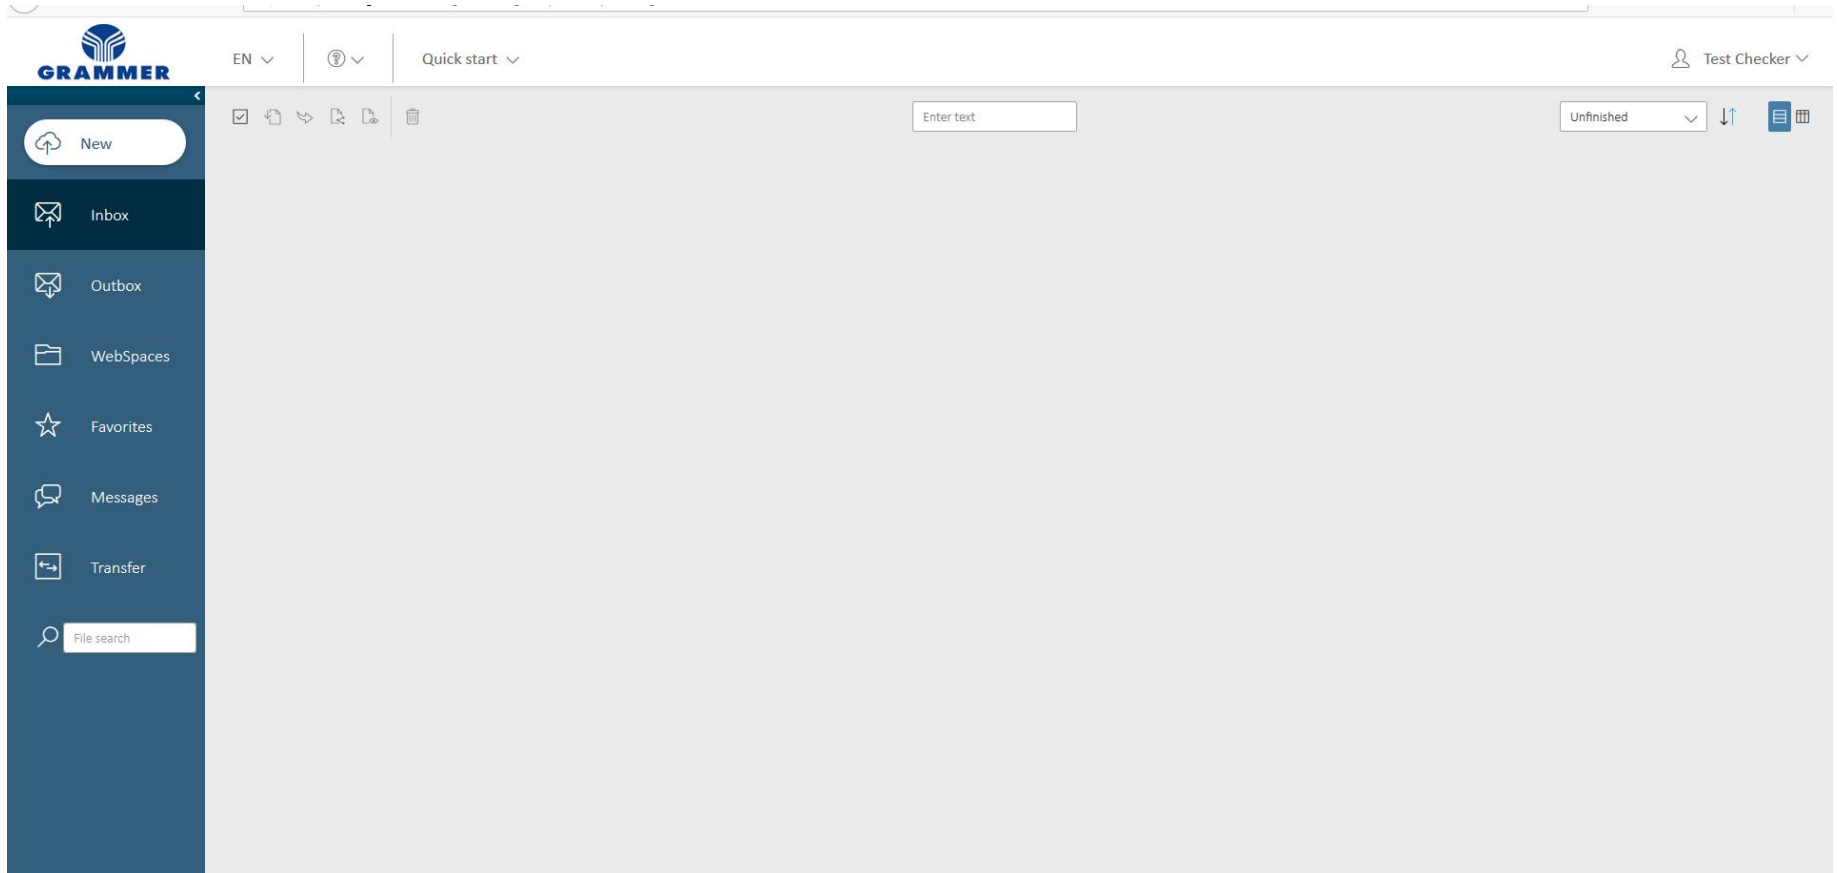 GRAMMER
EN
Quick start
Test Checker
New
Enter text
Unfinished
Inbox
Outbox
WebSpaces
Favorites
Messages
Transfer
File search